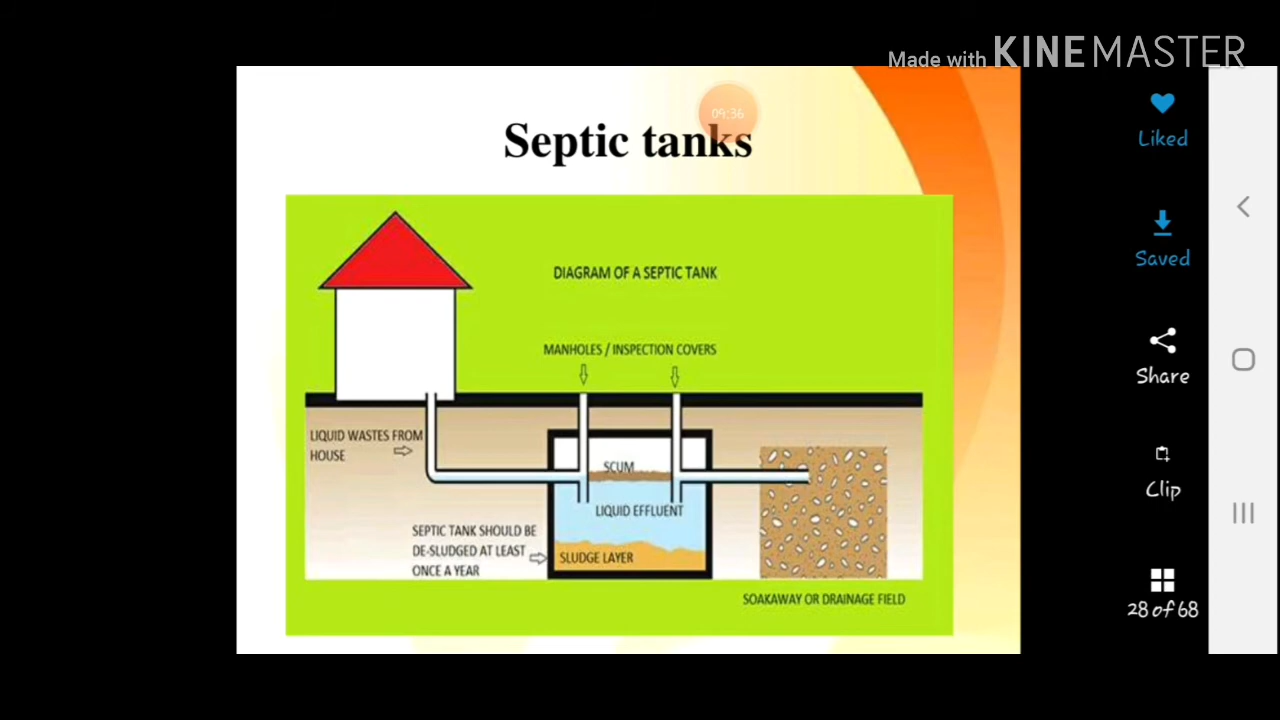 Made with KINEMASTER
09:36
Septic tanks
Liked
DIAGRAM OF A SEPTIC TANK
Saved
MANHOLES / INSPECTION COVERS
Share
LIQUID WASTES FROM
HOUSE
SCUM
Clip
LIQUID EFFLUENT
SEPTIC TANK SHOULD BE
DE-SLUDGED AT LEAST
ONCE A YEAR
SLUDGE LAYER
SOAKAWAY OR DRAINAGE FIELD
28 of 68